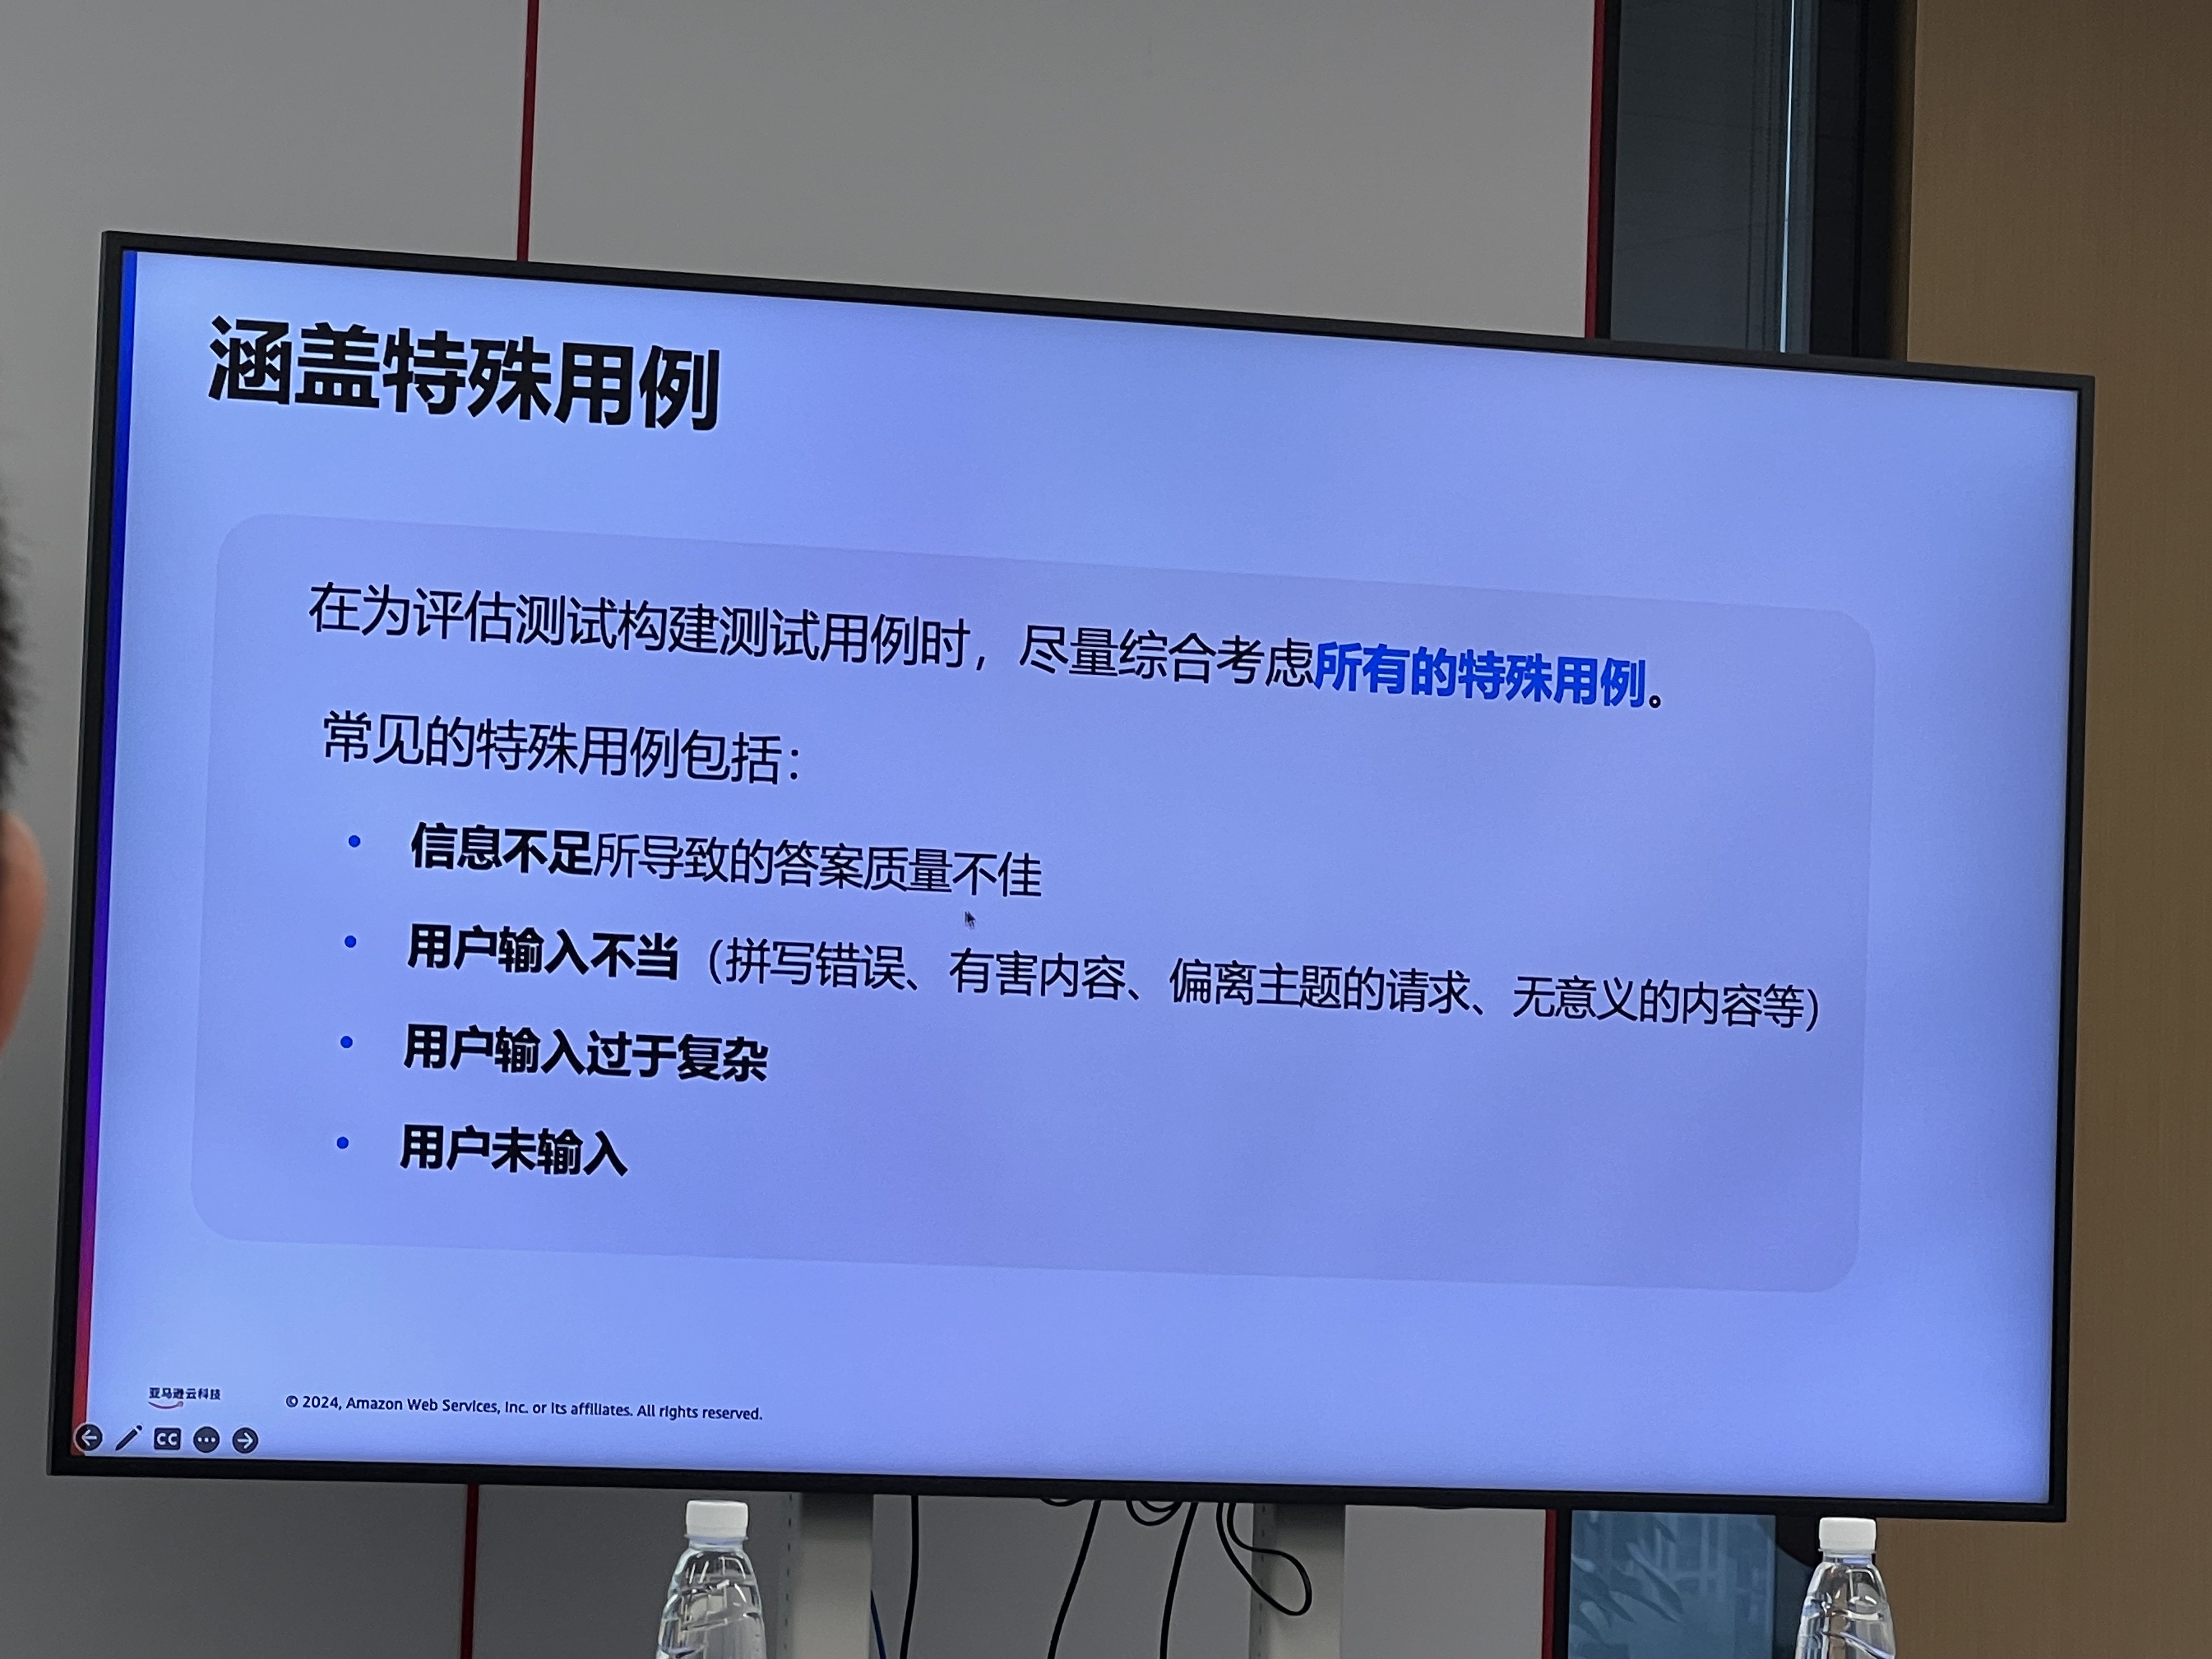 涵盖特殊用例
在为评估测试构建测试用例时，尽量综合考虑所有的特殊用例。
常见的特殊用例包括：
• 信息不足所导致的答案质量不佳
• 用户输入不当（拼写错误、有害内容、偏离主题的请求、无意义的内容等）
• 用户输入过于复杂
• 用户未输入
亚马逊云科技
© 2024, Amazon Web Services, Inc. or its affiliates. All rights reserved.
CC